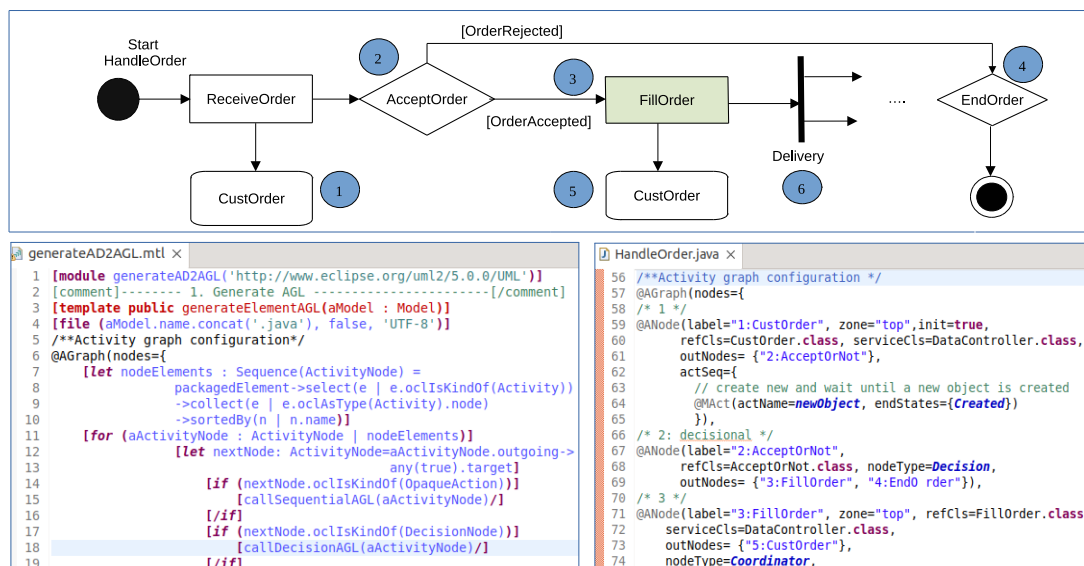 Start
HandleOrder
[OrderRejected]
2
4
3
ReceiveOrder
AcceptOrder
FillOrder
....
EndOrder
[OrderAccepted]
Delivery
CustOrder
1
5
CustOrder
6
generateAD2AGL.mtl ×
1 [module generateAD2AGL('http://www.eclipse.org/uml2/5.0.0/UML')]
2 [comment]-------- 1. Generate AGL -----------------------[/comment]
3 [template public generateElementAGL(aModel : Model)]
4 [file (aModel.name.concat('.java'), false, 'UTF-8')]
5 /**Activity graph configuration*/
6 @AGraph(nodes={
7 [let nodeElements : Sequence(ActivityNode) =
8 packagedElement->select(e | e.oclIsKindOf(Activity))
9 ->collect(e | e.oclAsType(Activity).node)
10 ->sortedBy(n | n.name)]
11 [for (aActivityNode : ActivityNode | nodeElements)]
12 [let nextNode: ActivityNode=aActivityNode.outgoing->
13 any(true).target]
14 [if (nextNode.oclIsKindOf(OpaqueAction))]
15 [callSequentialAGL(aActivityNode)/]
16 [/if]
17 [if (nextNode.oclIsKindOf(DecisionNode))]
18 [callDecisionAGL(aActivityNode)/]
19 [/if]
HandleOrder.java ×
56 /**Activity graph configuration */
57 @AGraph(nodes={
58 /* 1 */
59 @ANode(label="1:CustOrder", zone="top",init=true,
60 refCls=CustOrder.class, serviceCls=DataController.class,
61 outNodes= {"2:AcceptOrNot"},
62 actSeq={
63 // create new and wait until a new object is created
64 @MAct(actName=newObject, endStates={Created})
65 }),
66 /* 2: decisional */
67 @ANode(label="2:AcceptOrNot",
68 refCls=AcceptOrNot.class, nodeType=Decision,
69 outNodes= {"3:FillOrder", "4:EndO rder"}),
70 /* 3 */
71 @ANode(label="3:FillOrder", zone="top", refCls=FillOrder.class
72 serviceCls=DataController.class,
73 outNodes= {"5:CustOrder"},
74 nodeType=Coordinator,